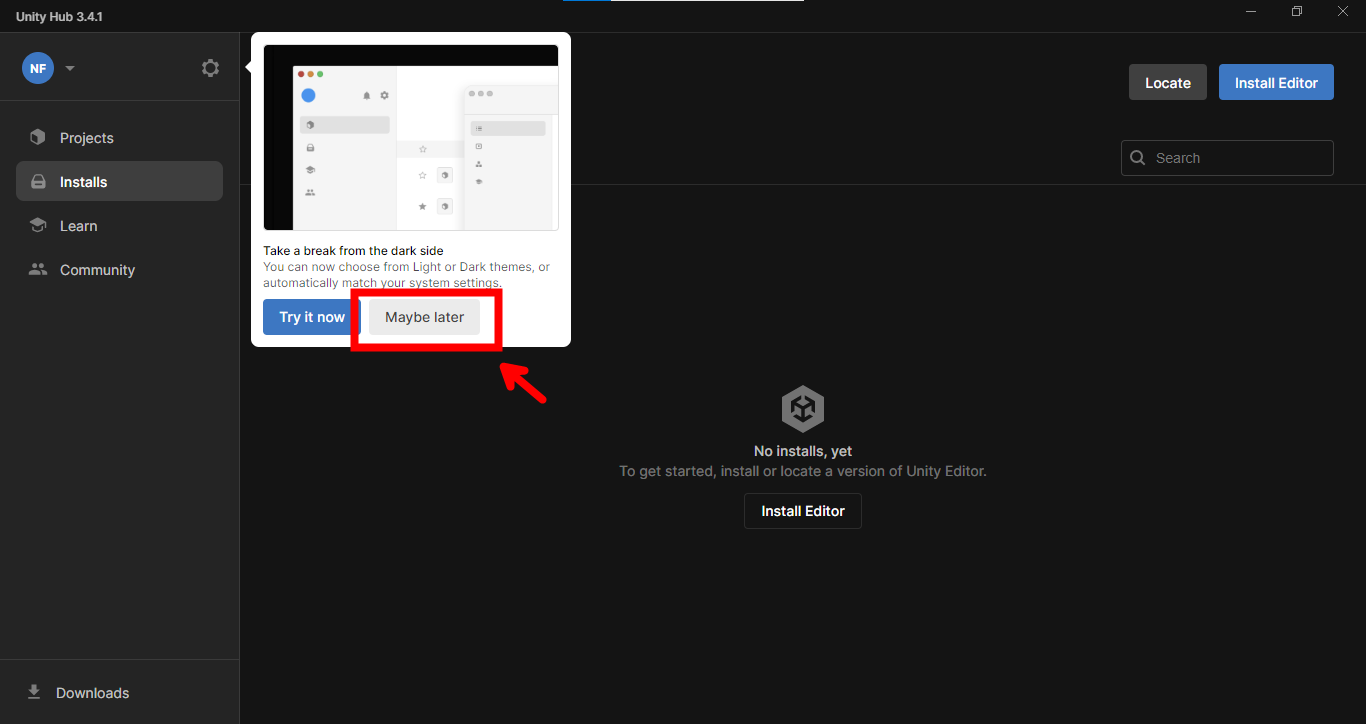 Unity Hub 3.4.1
NF
Projects
Installs
Learn
Community
Downloads
Take a break from the dark side
You can now choose from Light or Dark themes, or
automatically match your system settings.
Try it now
Maybe later
Locate
Install Editor
Search
No installs, yet
To get started, install or locate a version of Unity Editor.
Install Editor